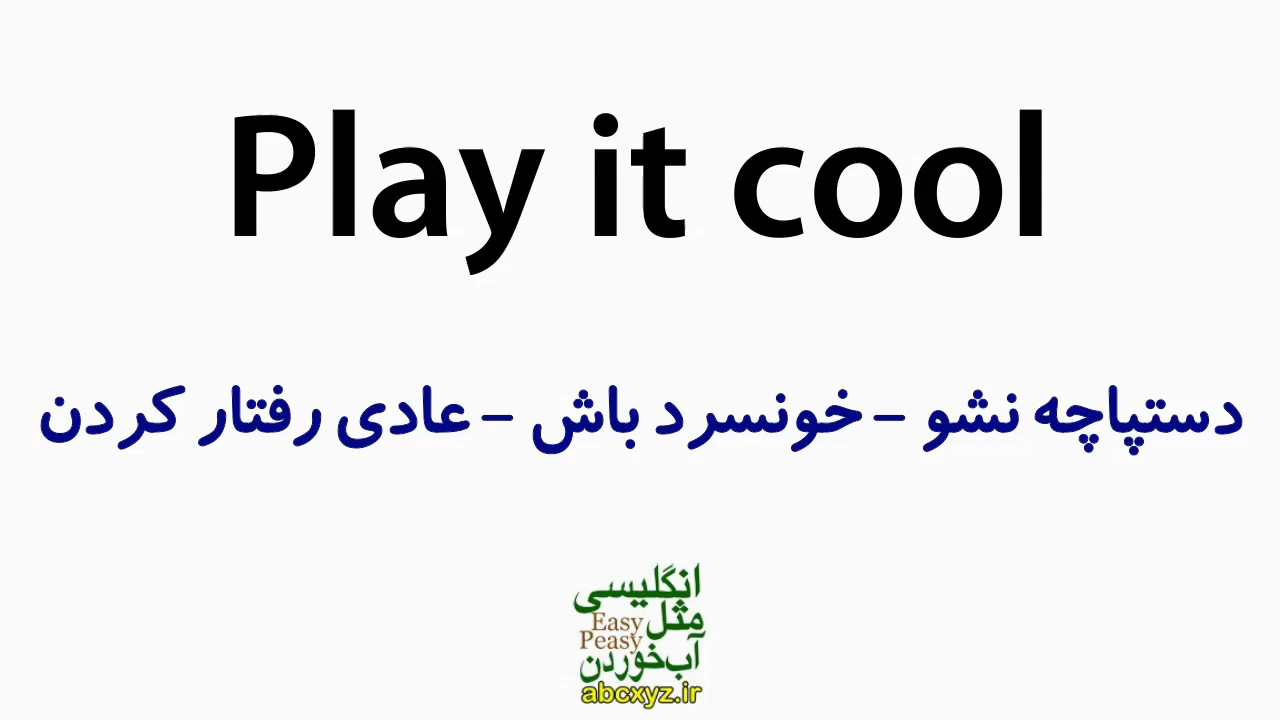 Play it cool
دستپاچه نشو – خونسرد باش – عادی رفتار کردن
انگلیسی
مثل
Easy
Peasy
آب‌خوردن
abcxyz.ir